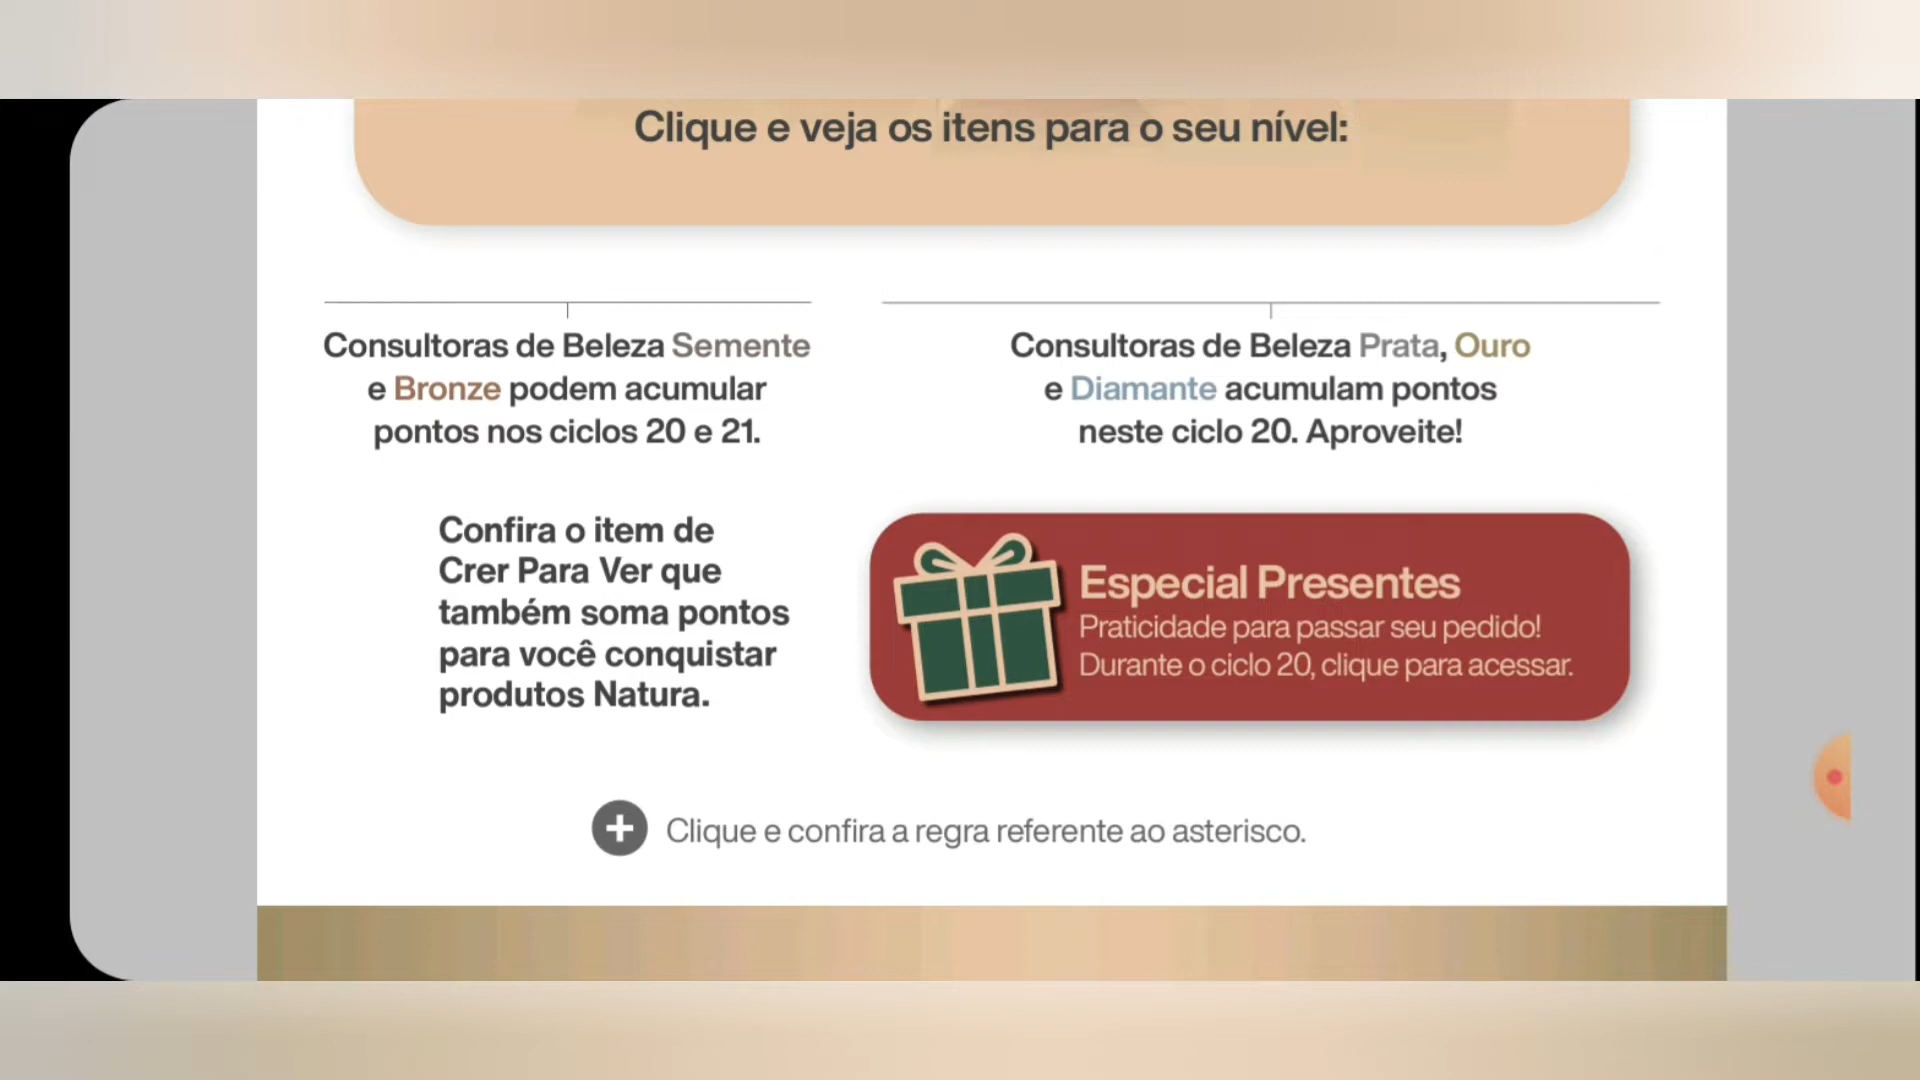 Clique e veja os itens para o seu nível:
Consultoras de Beleza Semente
e Bronze podem acumular
pontos nos ciclos 20 e 21.
Consultoras de Beleza Prata, Ouro
e Diamante acumulam pontos
neste ciclo 20. Aproveite!
Confira o item de
Crer Para Ver que
também soma pontos
para você conquistar
produtos Natura.
Especial Presentes
Praticidade para passar seu pedido!
Durante o ciclo 20, clique para acessar.
Clique e confira a regra referente ao asterisco.